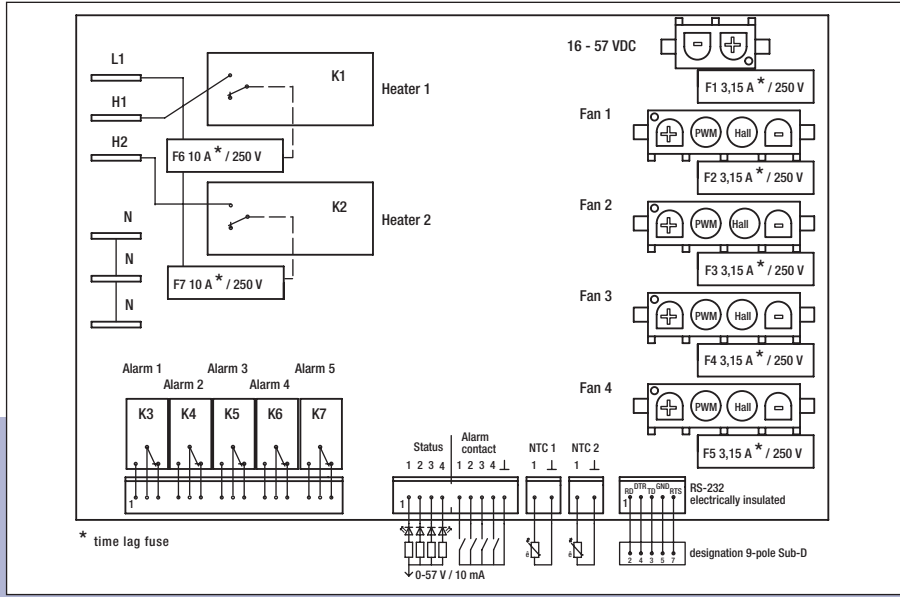 L1
H1
H2
N
N
N
K1
Heater 1
F6 10 A * / 250 V
K2
Heater 2
F7 10 A * / 250 V
16 - 57 VDC
- +
F1 3,15 A * / 250 V
Fan 1
+ PWM Hall -
F2 3,15 A * / 250 V
Fan 2
+ PWM Hall -
F3 3,15 A * / 250 V
Fan 3
+ PWM Hall -
F4 3,15 A * / 250 V
Fan 4
+ PWM Hall -
F5 3,15 A * / 250 V
Alarm 1 Alarm 3 Alarm 5
Alarm 2 Alarm 4
K3 K4 K5 K6 K7
1
Status
1 2 3 4
Alarm
contact
1 2 3 4 ⊥
1
0-57 V / 10 mA
NTC 1
1 ⊥
NTC 2
1 ⊥
RD DTR TD GND RTS
1
RS-232
electrically insulated
2 4 3 5 7
designation 9-pole Sub-D
* time lag fuse